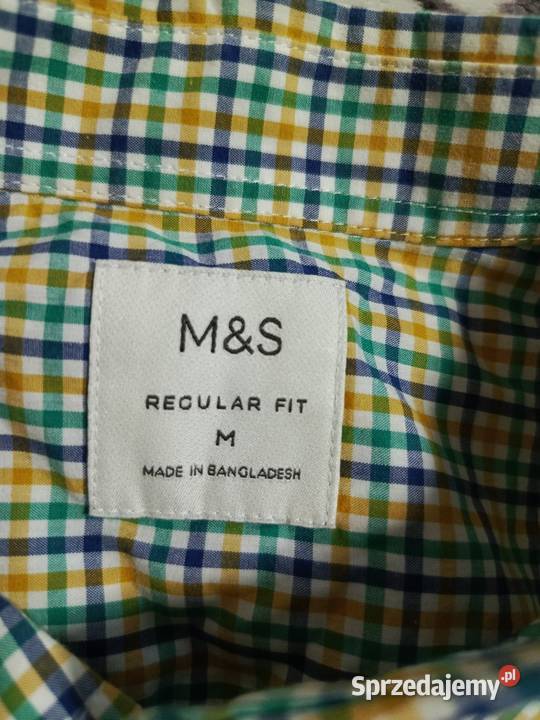 M&S
REGULAR FIT
M
MADE IN BANGLADESH
Sprzedajemy.pl